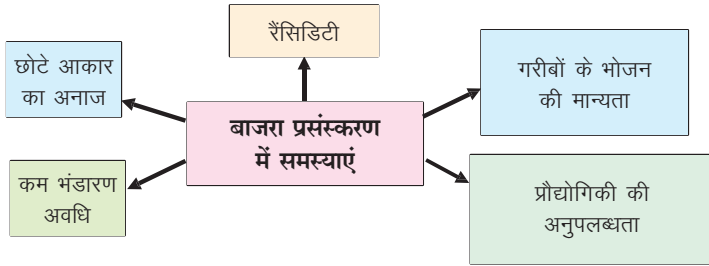 रैंसिडिटी
छोटे आकार
का अनाज
गरीबों के भोजन
की मान्यता
बाजरा प्रसंस्करण
में समस्याएं
कम भंडारण
अवधि
प्रौद्योगिकी की
अनुपलब्धता